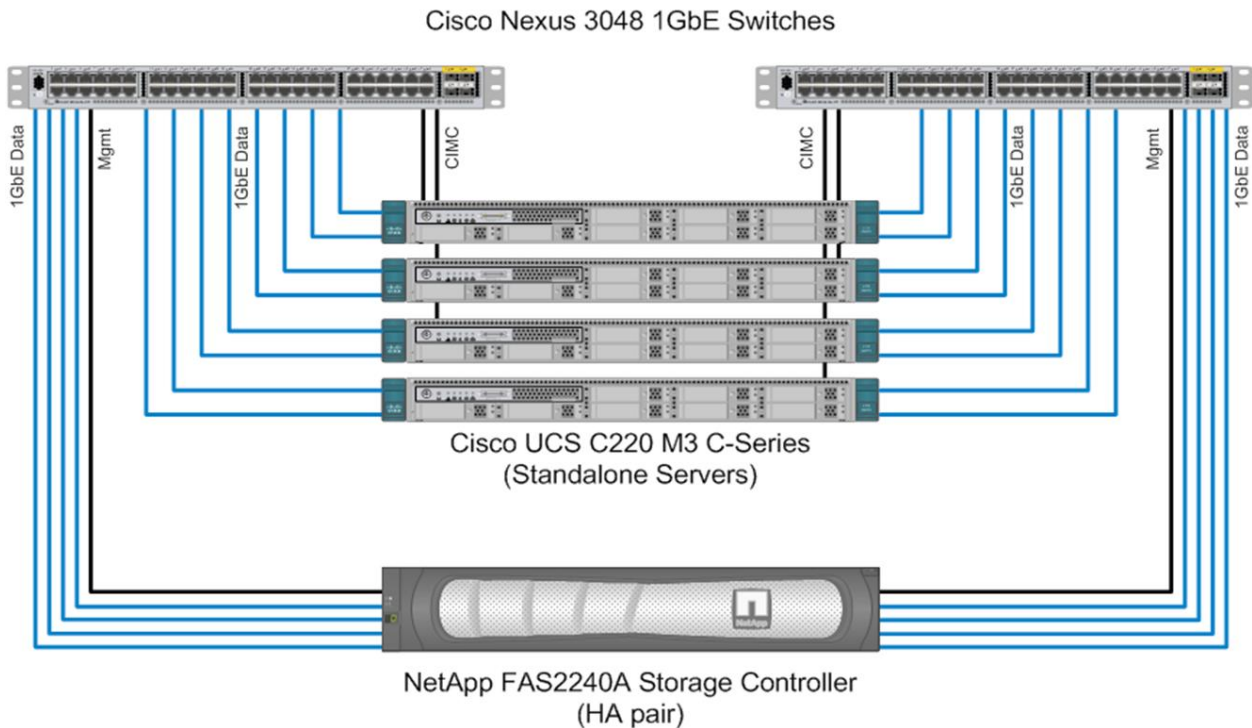 Cisco Nexus 3048 1GbE Switches
1GbE Data
Mgmt
1GbE Data
CIMC
CIMC
1GbE Data
Mgmt
1GbE Data
Cisco UCS C220 M3 C-Series
(Standalone Servers)
NetApp
NetApp FAS2240A Storage Controller
(HA pair)